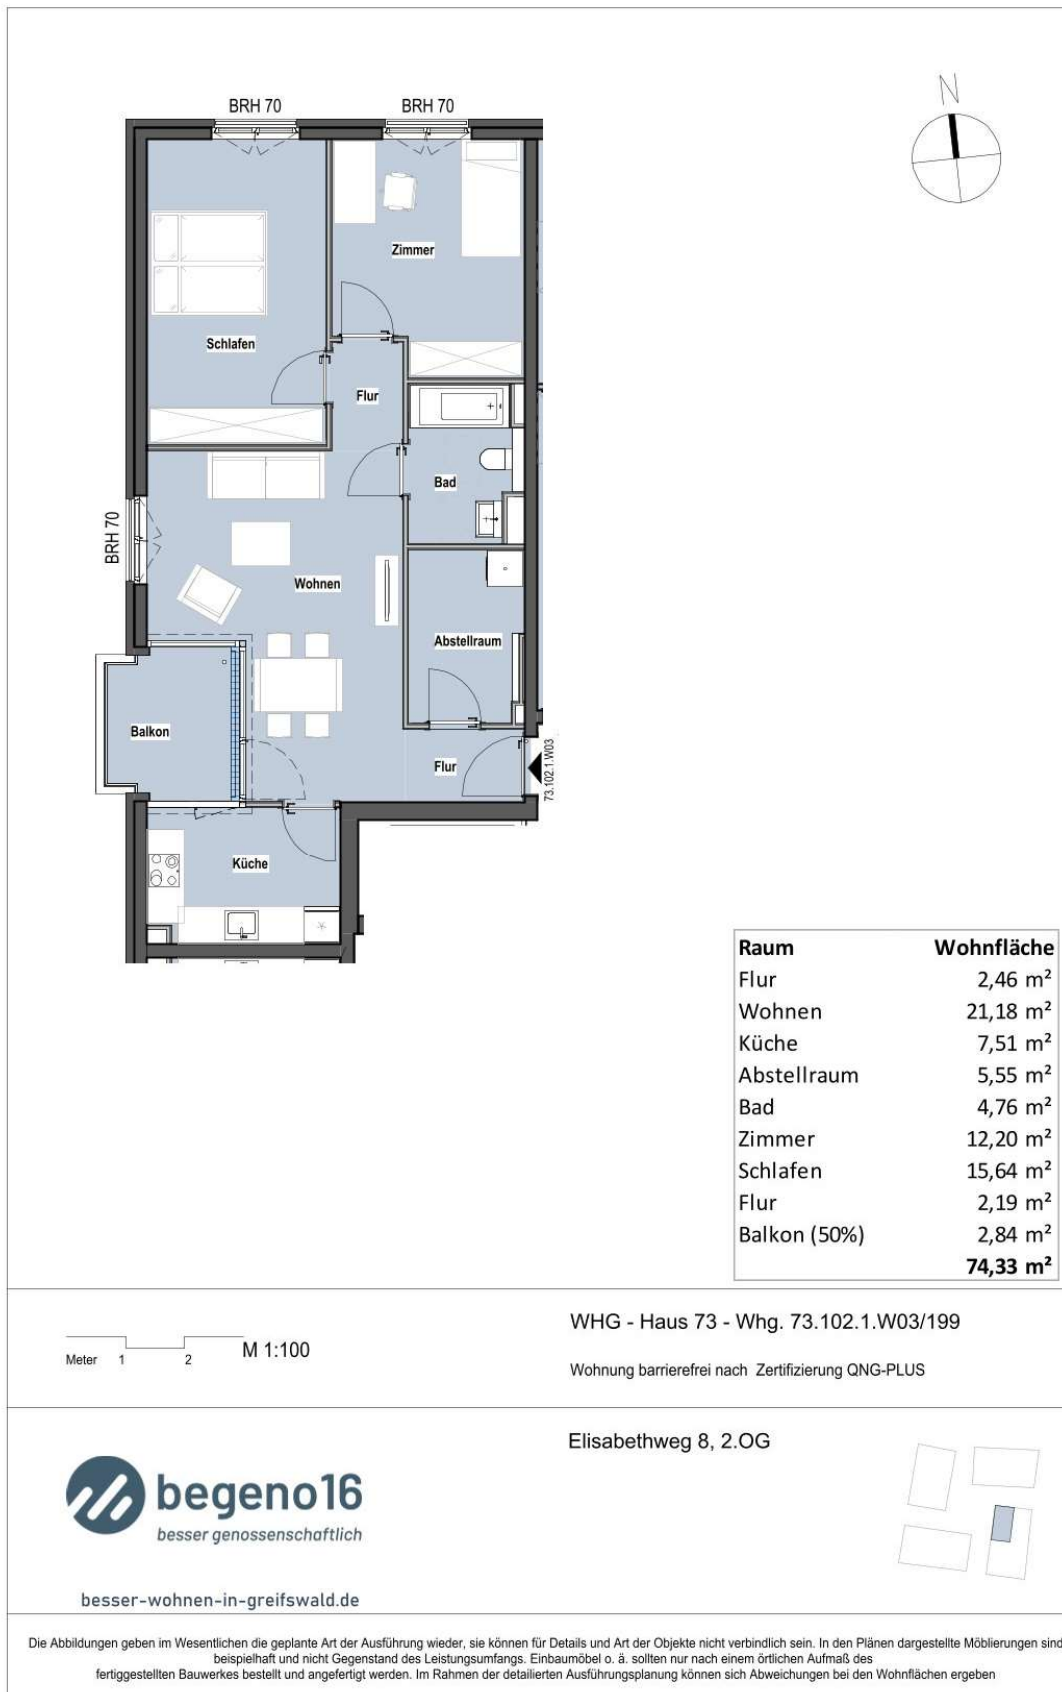 N
BRH 70
BRH 70
Zimmer
Schlafen
Flur
Bad
BRH 70
Wohnen
Abstellraum
Balkon
Flur
73.102.1.W03
Küche
Raum Wohnfläche
Flur 2,46 m²
Wohnen 21,18 m²
Küche 7,51 m²
Abstellraum 5,55 m²
Bad 4,76 m²
Zimmer 12,20 m²
Schlafen 15,64 m²
Flur 2,19 m²
Balkon (50%) 2,84 m²
74,33 m²
Meter 1 2 M 1:100
WHG - Haus 73 - Whg. 73.102.1.W03/199
Wohnung barrierefrei nach Zertifizierung QNG-PLUS
Elisabethweg 8, 2.OG
begeno16
besser genossenschaftlich
besser-wohnen-in-greifswald.de
Die Abbildungen geben im Wesentlichen die geplante Art der Ausführung wieder, sie können für Details und Art der Objekte nicht verbindlich sein. In den Plänen dargestellte Möblierungen sind
beispielhaft und nicht Gegenstand des Leistungsumfangs. Einbaumöbel o. ä. sollten nur nach einem örtlichen Aufmaß des
fertiggestellten Bauwerkes bestellt und angefertigt werden. Im Rahmen der detailierten Ausführungsplanung können sich Abweichungen bei den Wohnflächen ergeben